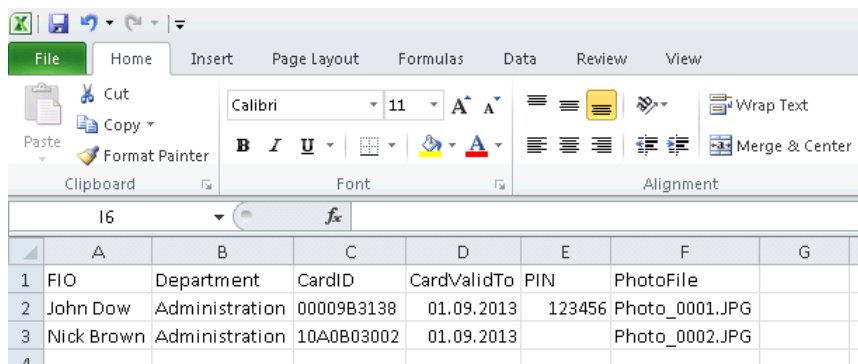 File Home Insert Page Layout Formulas Data Review View
Cut
Calibri 11 A A Wrap Text
Copy
Paste
B I U A Merge & Center
Format Painter
Clipboard Font Alignment
I6 fx
A B C D E F G
1 FIO Department CardID CardValidTo PIN PhotoFile
2 John Dow Administration 00009B3138 01.09.2013 123456 Photo_0001.JPG
3 Nick Brown Administration 10A0B03002 01.09.2013 Photo_0002.JPG
4